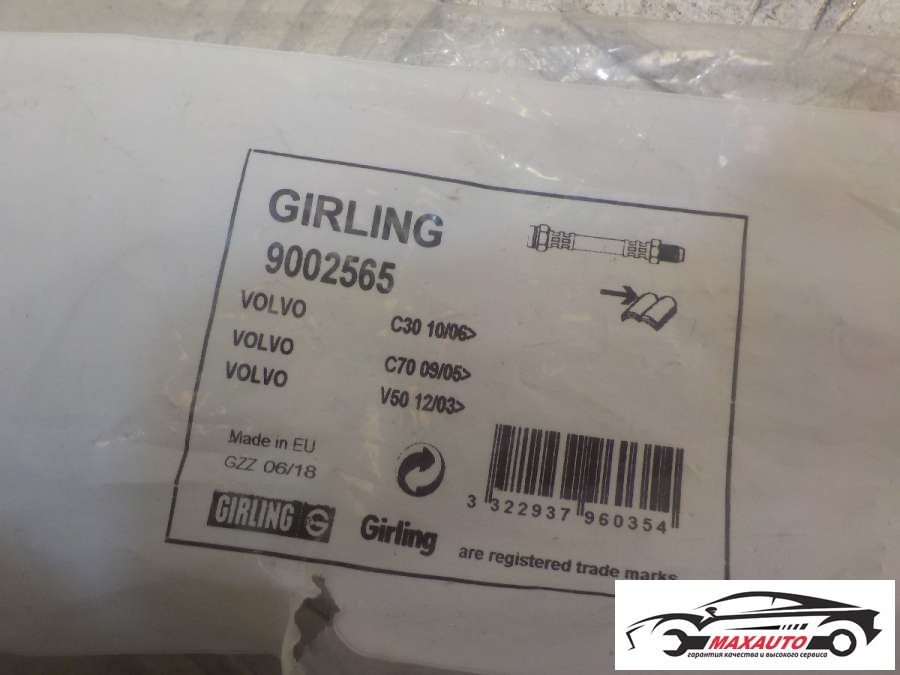 GIRLING
9002565
VOLVO C30 10/06>
VOLVO C70 09/05>
VOLVO V50 12/03>
Made in EU
GZZ 06/18
3 322937 960354
GIRLING Girling are registered trade marks
MAXAUTO
гарантия качества и высокого сервиса